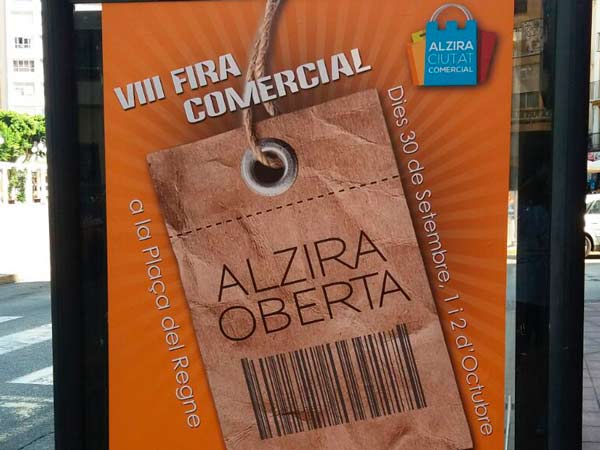 VIII FIRA
COMERCIAL
ALZIRA
CIUTAT
COMERCIAL
Dies 30 de Setembre, 1 i 2 d'Octubre
a la Plaça del Regne
ALZIRA
OBERTA